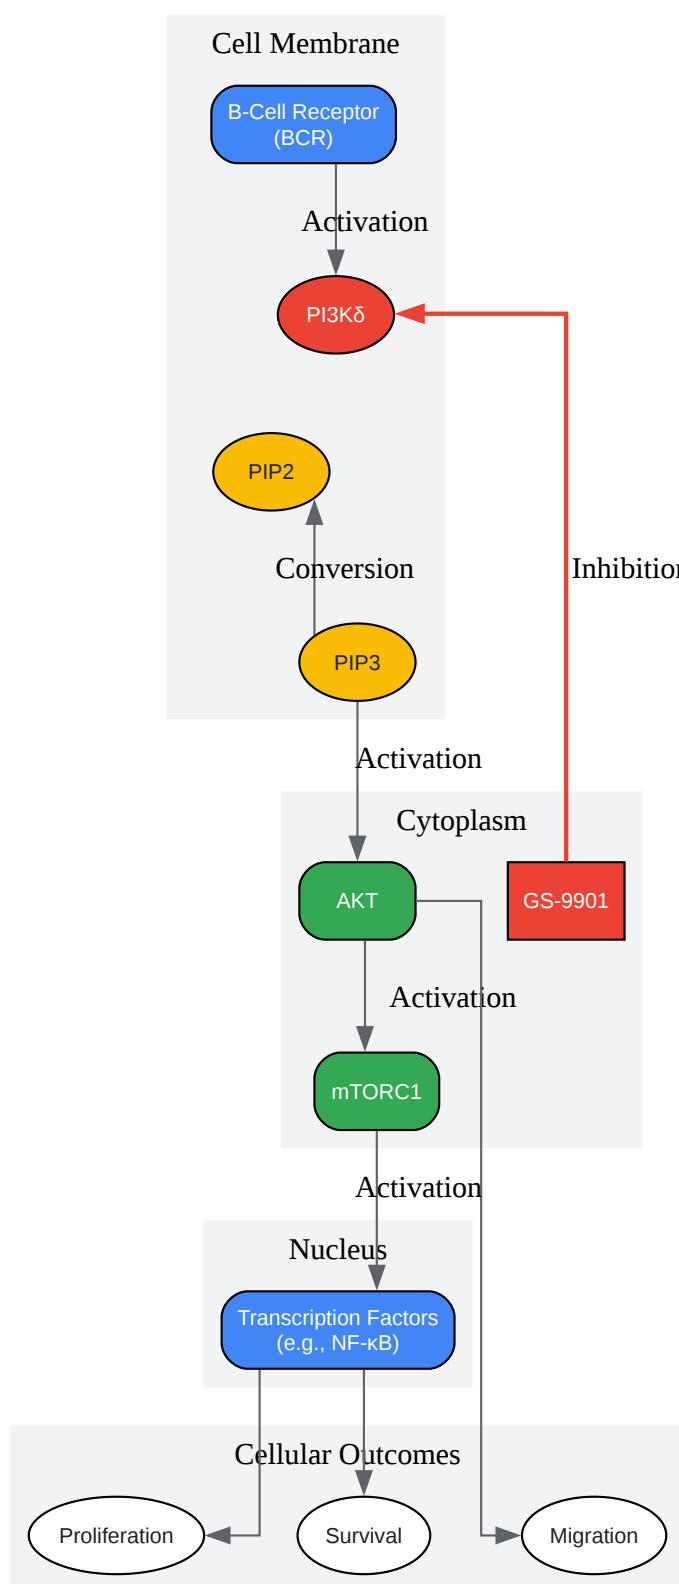 Cell Membrane
B-Cell Receptor
(BCR)
Activation
PI3Kδ
PIP2
Conversion
Inhibition
PIP3
Activation
Cytoplasm
AKT
GS-9901
Activation
mTORC1
Activation
Nucleus
Transcription Factors
(e.g., NF-κB)
Cellular Outcomes
Proliferation
Survival
Migration